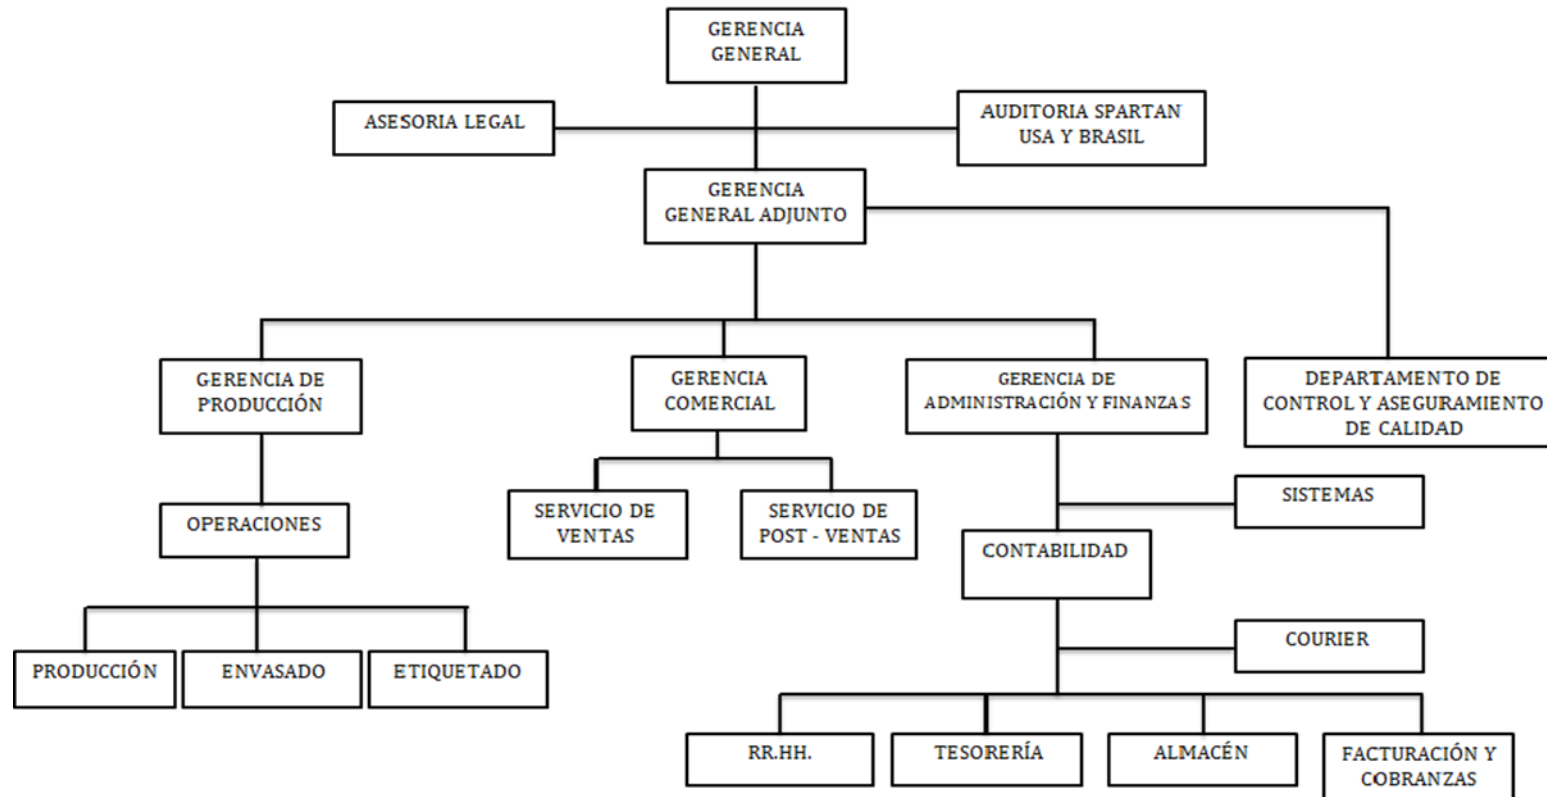 GERENCIA
GENERAL
ASESORIA LEGAL
AUDITORIA SPARTAN
USA Y BRASIL
GERENCIA
GENERAL ADJUNTO
GERENCIA DE
PRODUCCIÓN
GERENCIA
COMERCIAL
GERENCIA DE
ADMINISTRACIÓN Y FINANZAS
DEPARTAMENTO DE
CONTROL Y ASEGURAMIENTO
DE CALIDAD
OPERACIONES
SERVICIO DE
VENTAS
SERVICIO DE
POST - VENTAS
SISTEMAS
CONTABILIDAD
PRODUCCIÓN
ENVASADO
ETIQUETADO
COURIER
RR.HH.
TESORERÍA
ALMACÉN
FACTURACIÓN Y
COBRANZAS